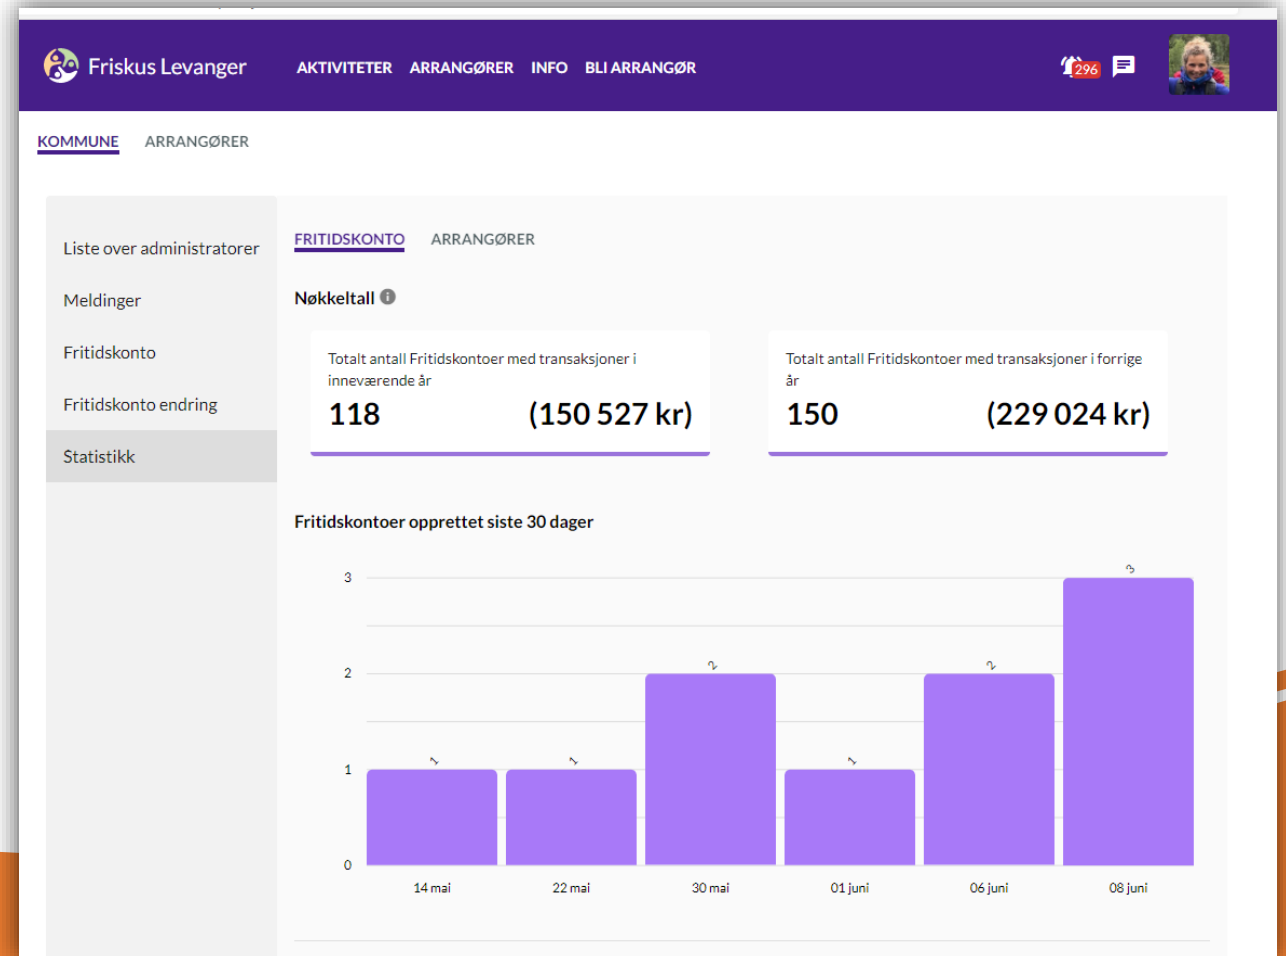 Friskus Levanger
AKTIVITETER ARRANGØRER INFO BLI ARRANGØR
296
KOMMUNE ARRANGØRER
Liste over administratorer
Meldinger
Fritidskonto
Fritidskonto endring
Statistikk
FRITIDSKONTO ARRANGØRER
Nøkkeltall
Totalt antall Fritidskontoer med transaksjoner i
inneværende år
118 (150 527 kr)
Totalt antall Fritidskontoer med transaksjoner i forrige
år
150 (229 024 kr)
Fritidskontoer opprettet siste 30 dager
3
2
1
0
1
1
2
1
2
3
14 mai
22 mai
30 mai
01 juni
06 juni
08 juni